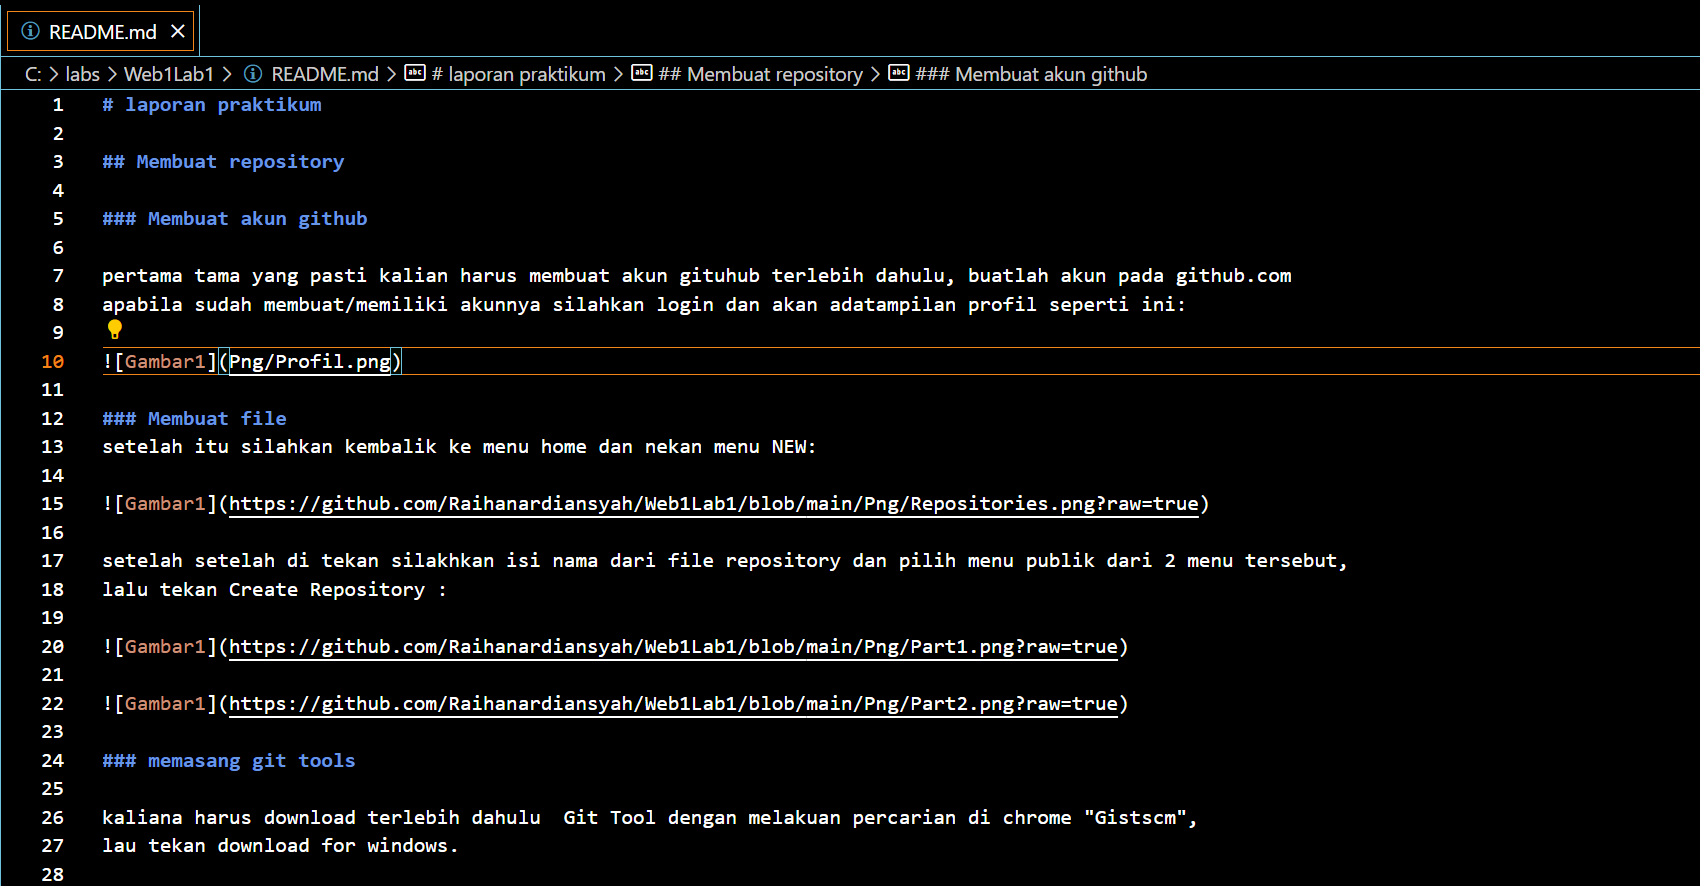 README.md
C: > labs > Web1Lab1 > README.md > # laporan praktikum > ## Membuat repository > ### Membuat akun github
1 # laporan praktikum
2
3 ## Membuat repository
4
5 ### Membuat akun github
6
7 pertama tama yang pasti kalian harus membuat akun gituhub terlebih dahulu, buatlah akun pada github.com
8 apabila sudah membuat/memiliki akunnya silahkan login dan akan adatampilan profil seperti ini:
9
10 ![Gambar1](Png/Profil.png)
11
12 ### Membuat file
13 setelah itu silahkan kembalik ke menu home dan nekan menu NEW:
14
15 ![Gambar1](https://github.com/Raihanardiansyah/Web1Lab1/blob/main/Png/Repositories.png?raw=true)
16
17 setelah setelah di tekan silakhkan isi nama dari file repository dan pilih menu publik dari 2 menu tersebut,
18 lalu tekan Create Repository :
19
20 ![Gambar1](https://github.com/Raihanardiansyah/Web1Lab1/blob/main/Png/Part1.png?raw=true)
21
22 ![Gambar1](https://github.com/Raihanardiansyah/Web1Lab1/blob/main/Png/Part2.png?raw=true)
23
24 ### memasang git tools
25
26 kaliana harus download terlebih dahulu  Git Tool dengan melakuan percarian di chrome "Gistscm",
27 lau tekan download for windows.
28